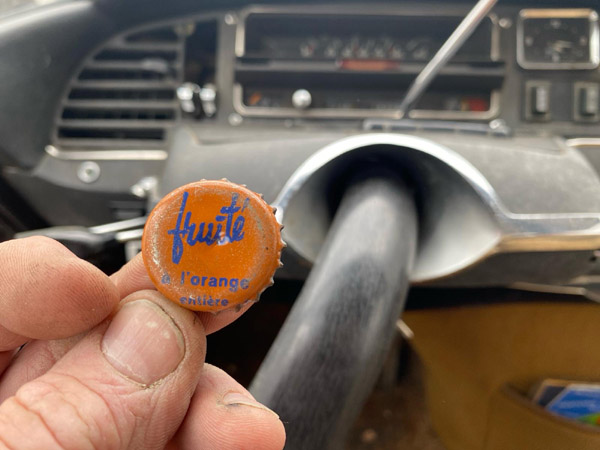 fruité
à l'orange
entière